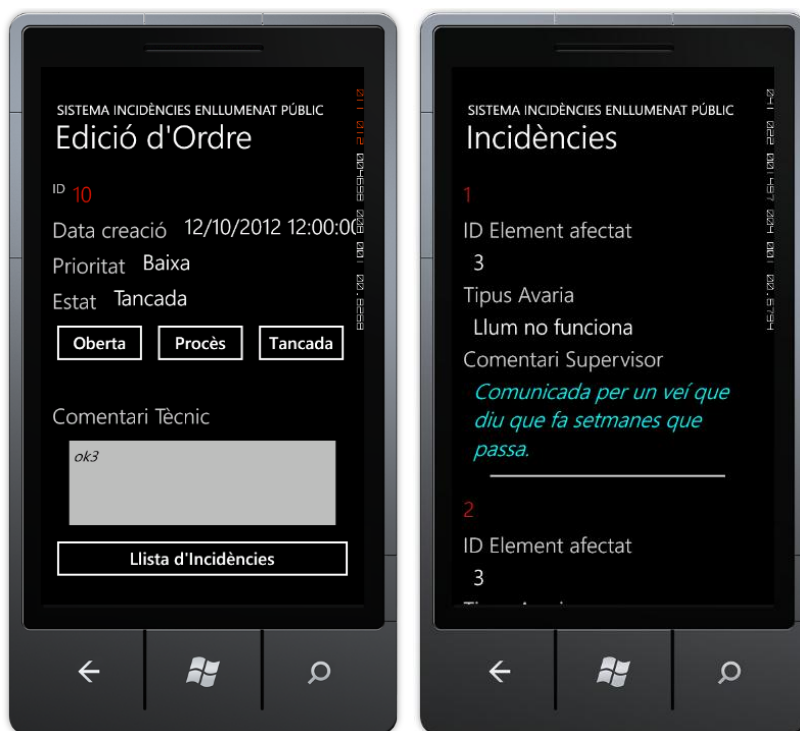 SISTEMA INCIDÈNCIES ENLLUMENAT PÚBLIC
Edició d'Ordre
ID 10
Data creació 12/10/2012 12:00:00
Prioritat Baixa
Estat Tancada
Oberta Procès Tancada
Comentari Tècnic
ok3
Llista d'Incidències
SISTEMA INCIDÈNCIES ENLLUMENAT PÚBLIC
Incidències
1
ID Element afectat
3
Tipus Avaria
Llum no funciona
Comentari Supervisor
Comunicada per un veí que
diu que fa setmanes que
passa.
2
ID Element afectat
3